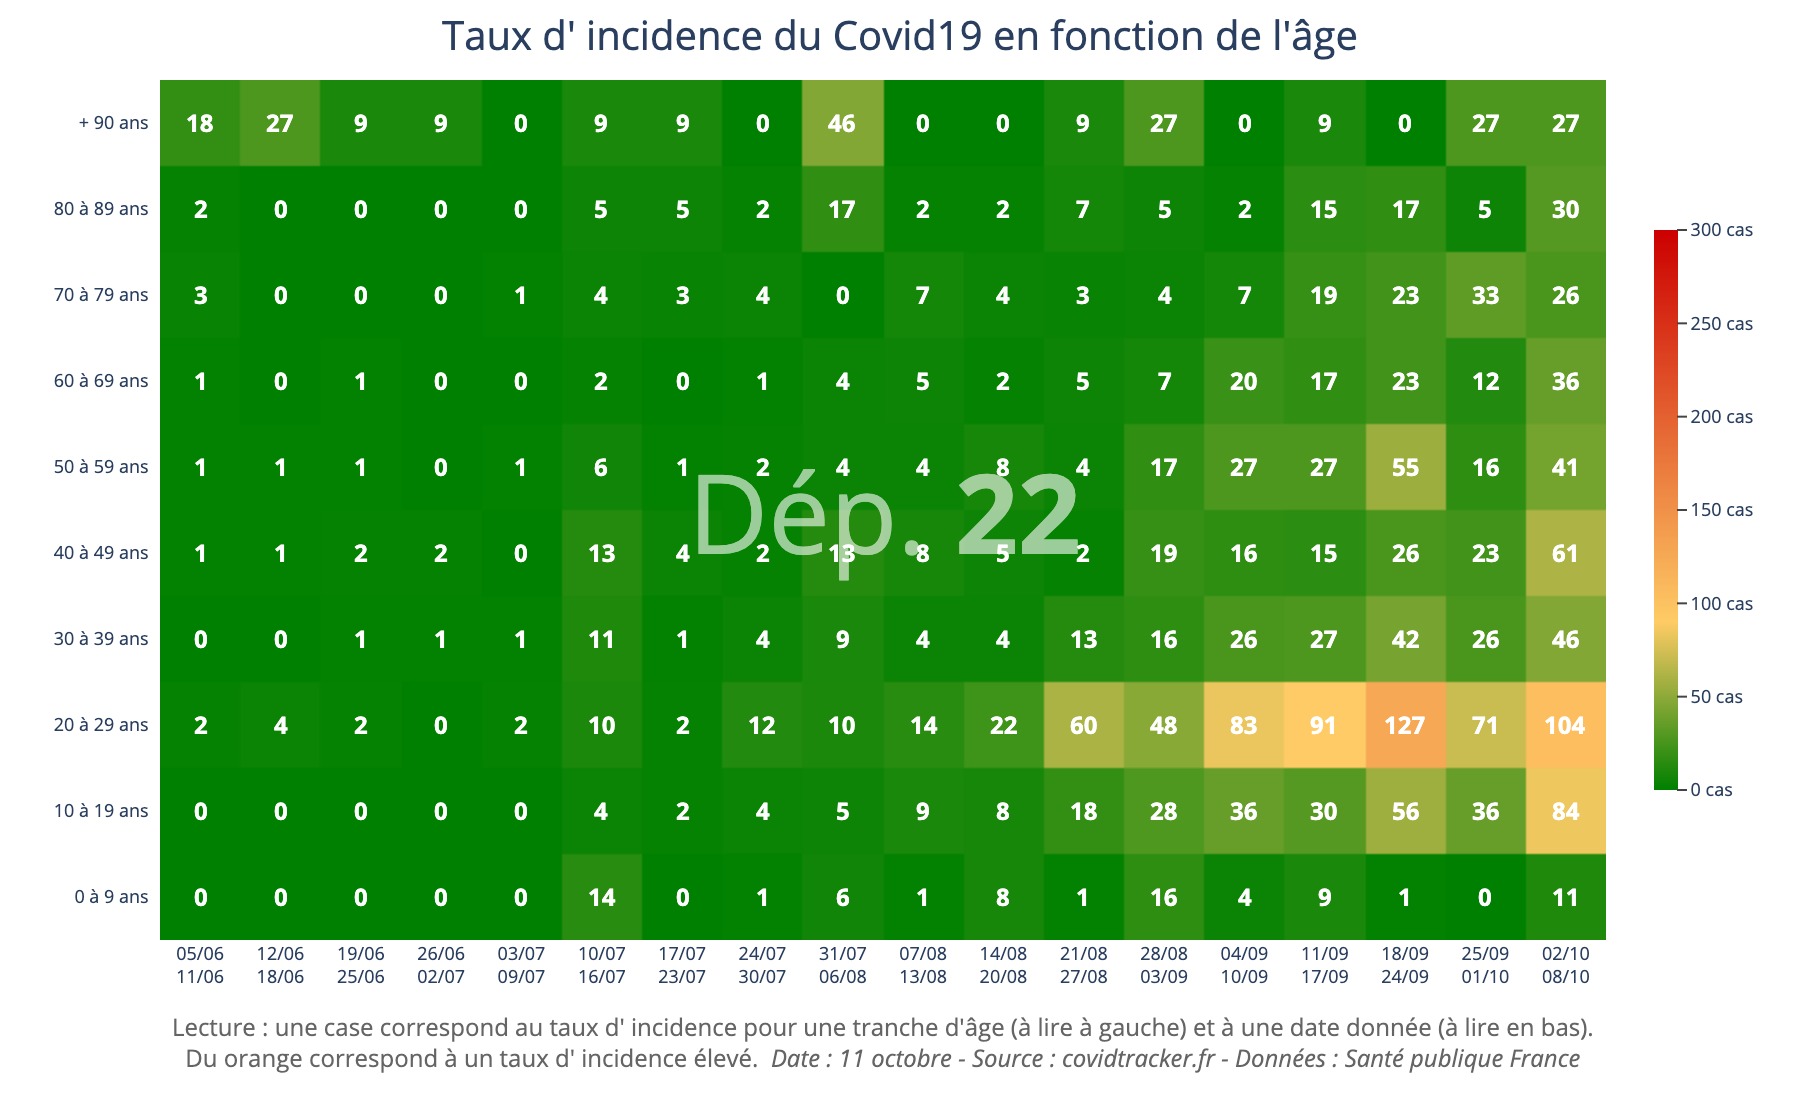 Taux d' incidence du Covid19 en fonction de l'âge
+ 90 ans 18 27 9 9 0 9 9 0 46 0 0 9 27 0 9 0 27 27
80 à 89 ans 2 0 0 0 0 5 5 2 17 2 2 7 5 2 15 17 5 30
70 à 79 ans 3 0 0 0 1 4 3 4 0 7 4 3 4 7 19 23 33 26
60 à 69 ans 1 0 1 0 0 2 0 1 4 5 2 5 7 20 17 23 12 36
50 à 59 ans 1 1 1 0 1 6 1 2 4 4 8 4 17 27 27 55 16 41
Dép. 22
40 à 49 ans 1 1 2 2 0 13 4 2 13 8 5 2 19 16 15 26 23 61
30 à 39 ans 0 0 1 1 1 11 1 4 9 4 4 13 16 26 27 42 26 46
20 à 29 ans 2 4 2 0 2 10 2 12 10 14 22 60 48 83 91 127 71 104
10 à 19 ans 0 0 0 0 0 4 2 4 5 9 8 18 28 36 30 56 36 84
0 à 9 ans 0 0 0 0 0 14 0 1 6 1 8 1 16 4 9 1 0 11
05/06 12/06 19/06 26/06 03/07 10/07 17/07 24/07 31/07 07/08 14/08 21/08 28/08 04/09 11/09 18/09 25/09 02/10
11/06 18/06 25/06 02/07 09/07 16/07 23/07 30/07 06/08 13/08 20/08 27/08 03/09 10/09 17/09 24/09 01/10 08/10
300 cas
250 cas
200 cas
150 cas
100 cas
50 cas
0 cas
Lecture : une case correspond au taux d' incidence pour une tranche d'âge (à lire à gauche) et à une date donnée (à lire en bas).
Du orange correspond à un taux d' incidence élevé. Date : 11 octobre - Source : covidtracker.fr - Données : Santé publique France